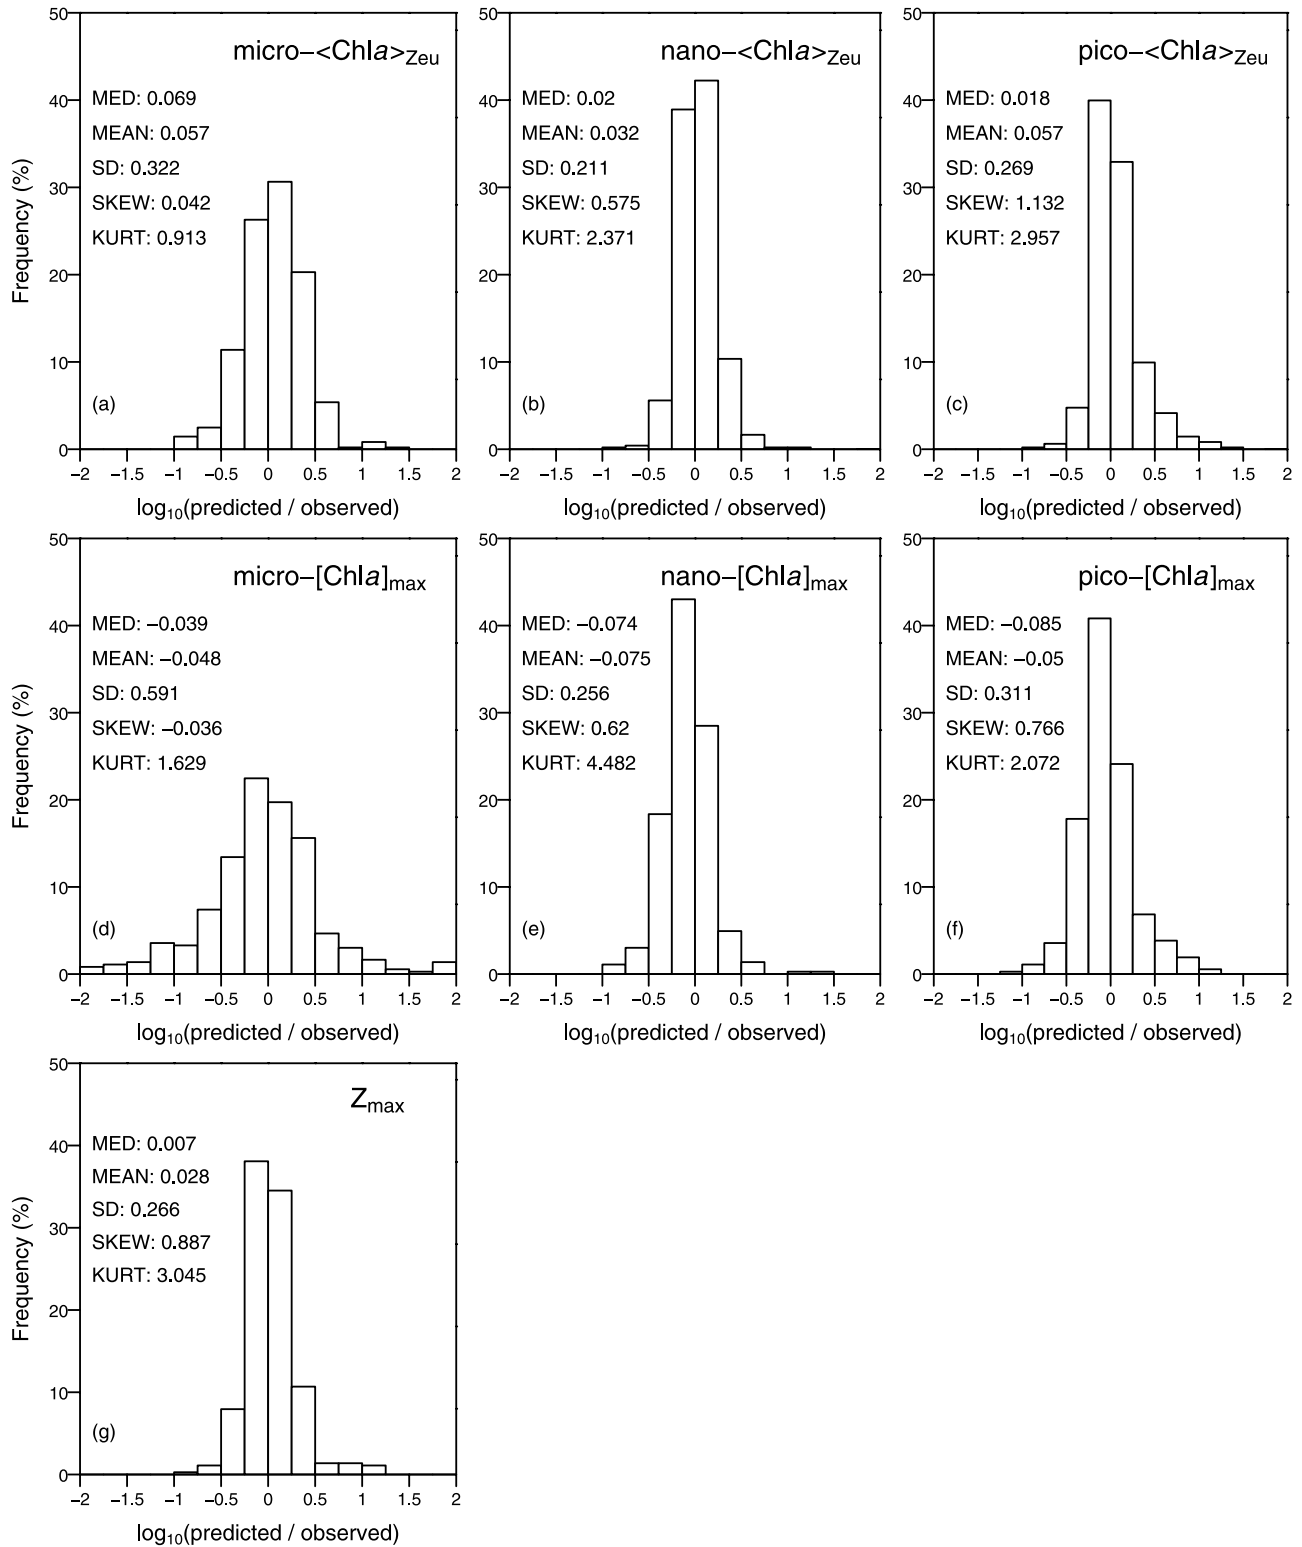 micro–<Chla>Zeu
MED: 0.069
MEAN: 0.057
SD: 0.322
SKEW: 0.042
KURT: 0.913
Frequency (%)
50
40
30
20
10
0
(a)
−2 −1.5 −1 −0.5 0 0.5 1 1.5 2
log10(predicted / observed)
nano–<Chla>Zeu
MED: 0.02
MEAN: 0.032
SD: 0.211
SKEW: 0.575
KURT: 2.371
50
40
30
20
10
0
(b)
−2 −1.5 −1 −0.5 0 0.5 1 1.5 2
log10(predicted / observed)
pico–<Chla>Zeu
MED: 0.018
MEAN: 0.057
SD: 0.269
SKEW: 1.132
KURT: 2.957
50
40
30
20
10
0
(c)
−2 −1.5 −1 −0.5 0 0.5 1 1.5 2
log10(predicted / observed)
micro–[Chla]max
MED: −0.039
MEAN: −0.048
SD: 0.591
SKEW: −0.036
KURT: 1.629
Frequency (%)
50
40
30
20
10
0
(d)
−2 −1.5 −1 −0.5 0 0.5 1 1.5 2
log10(predicted / observed)
nano–[Chla]max
MED: −0.074
MEAN: −0.075
SD: 0.256
SKEW: 0.62
KURT: 4.482
50
40
30
20
10
0
(e)
−2 −1.5 −1 −0.5 0 0.5 1 1.5 2
log10(predicted / observed)
pico–[Chla]max
MED: −0.085
MEAN: −0.05
SD: 0.311
SKEW: 0.766
KURT: 2.072
50
40
30
20
10
0
(f)
−2 −1.5 −1 −0.5 0 0.5 1 1.5 2
log10(predicted / observed)
Zmax
MED: 0.007
MEAN: 0.028
SD: 0.266
SKEW: 0.887
KURT: 3.045
Frequency (%)
50
40
30
20
10
0
(g)
−2 −1.5 −1 −0.5 0 0.5 1 1.5 2
log10(predicted / observed)